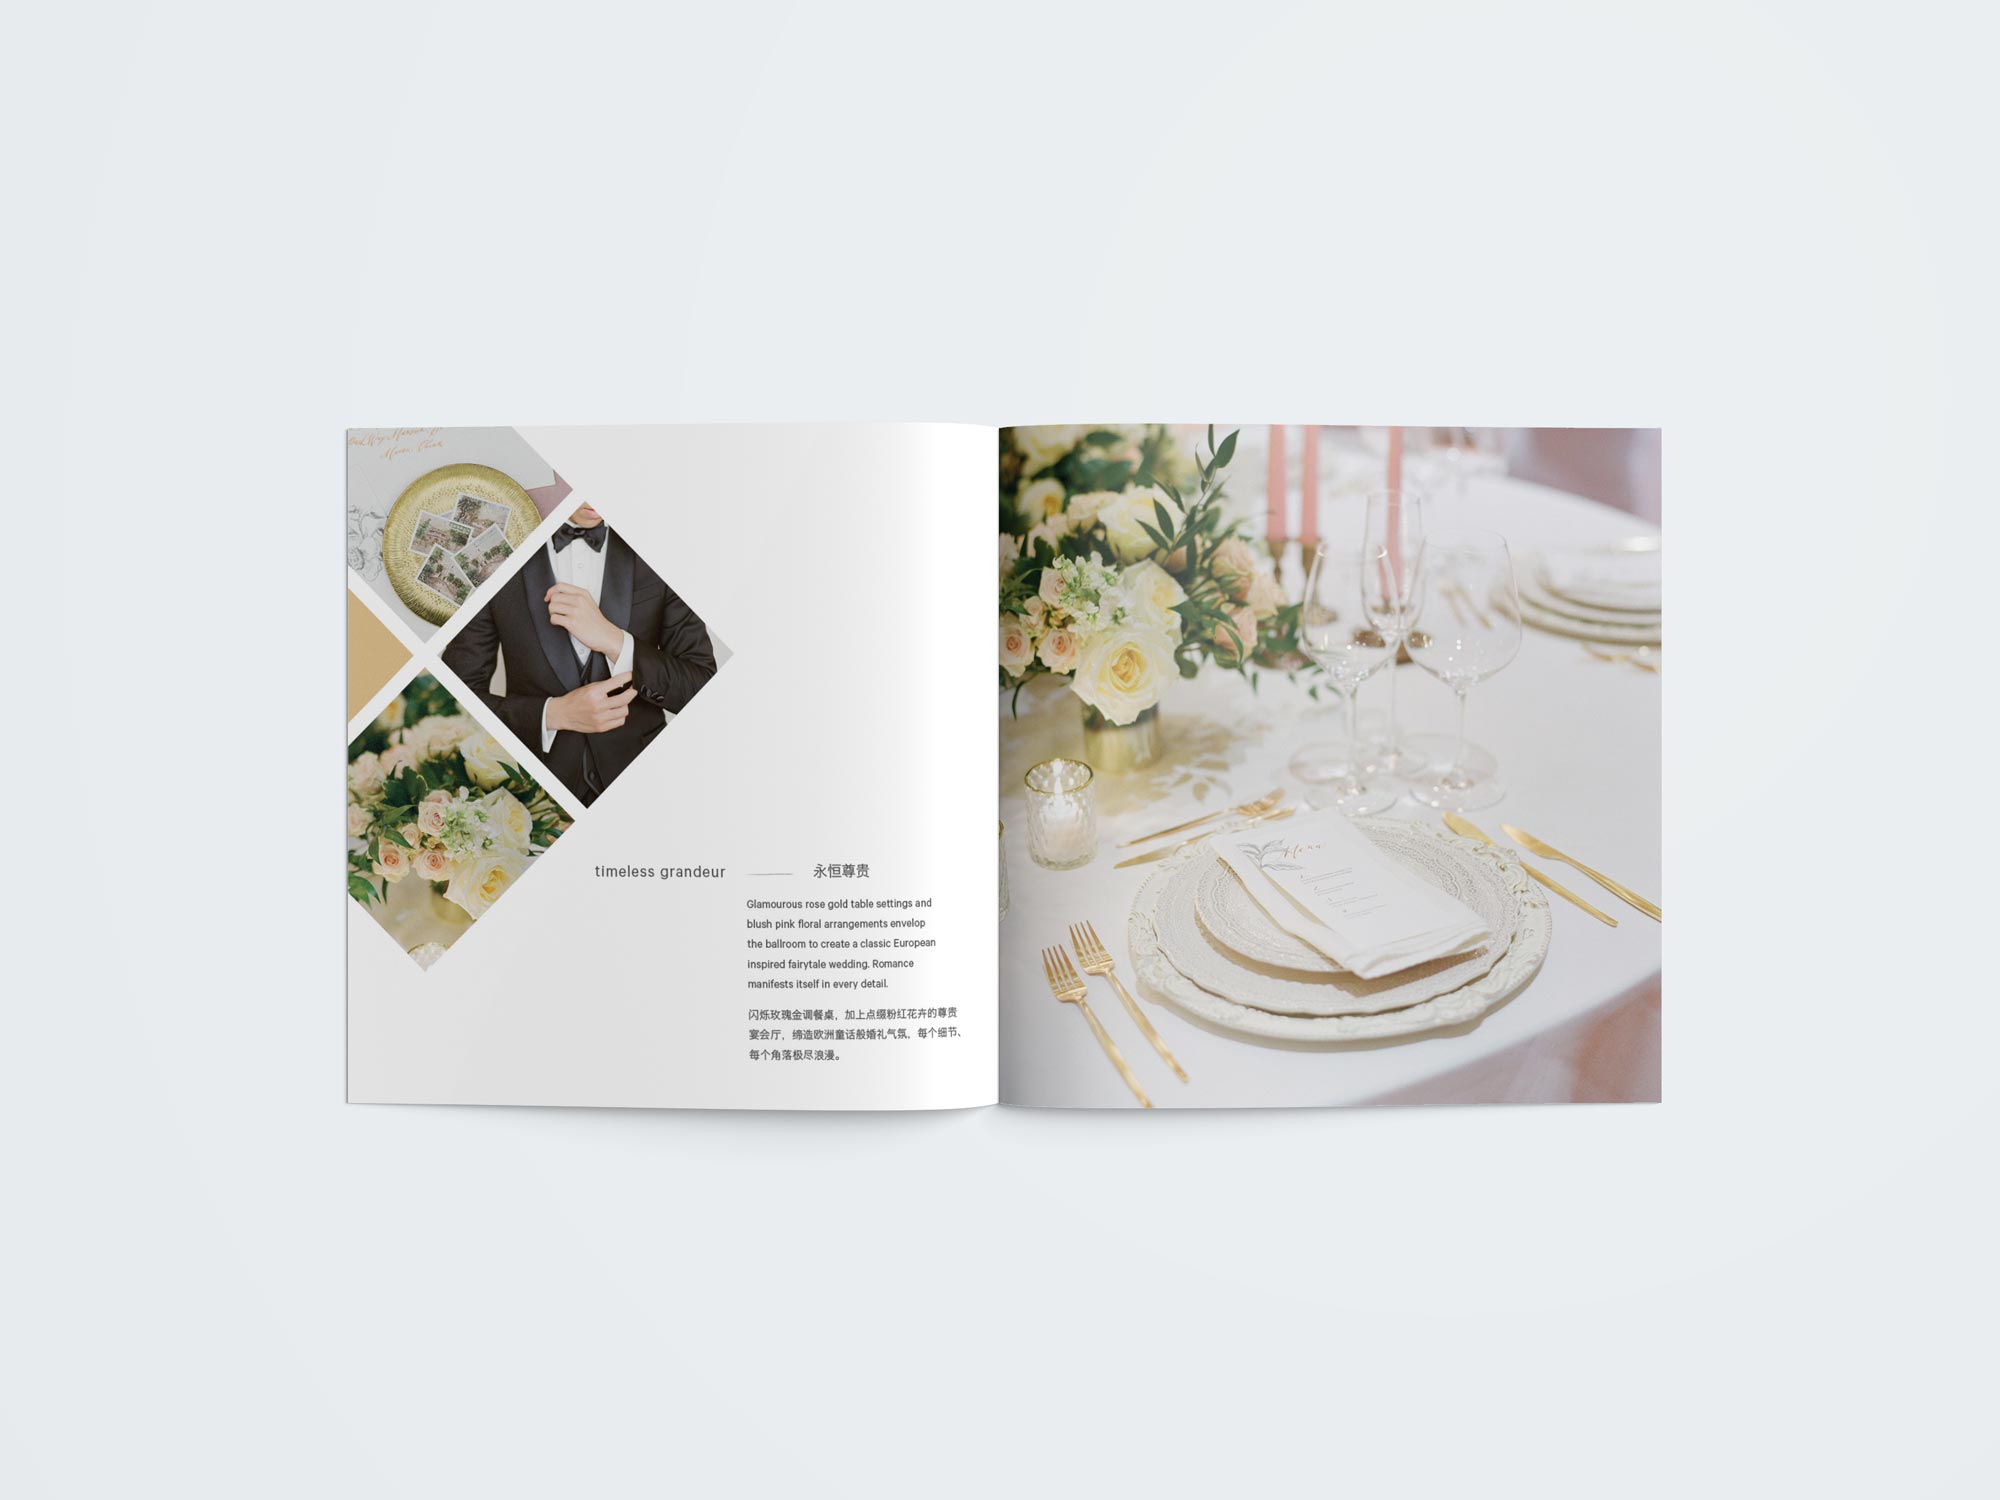 timeless grandeur
永恒尊贵
Glamourous rose gold table settings and
blush pink floral arrangements envelop
the ballroom to create a classic European
inspired fairytale wedding. Romance
manifests itself in every detail.
闪烁玫瑰金调餐桌，加上点缀粉红花卉的尊贵
宴会厅，缔造欧洲童话般婚礼气氛，每个细节、
每个角落极尽浪漫。
Menu